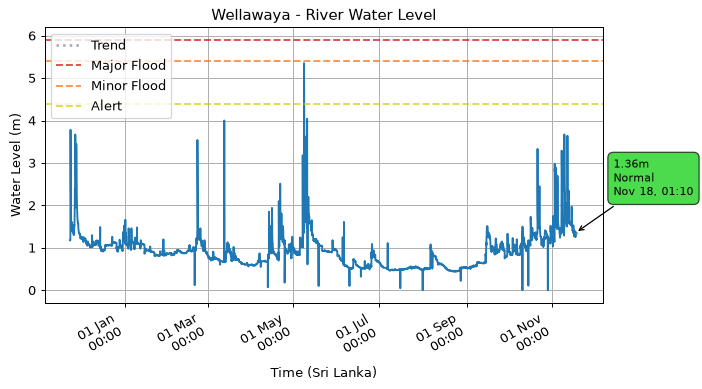 Wellawaya - River Water Level
Water Level (m)
6
5
4
3
2
1
0
Trend
Major Flood
Minor Flood
Alert
1.36m
Normal
Nov 18, 01:10
01 Jan
00:00
01 Mar
00:00
01 May
00:00
01 Jul
00:00
01 Sep
00:00
01 Nov
00:00
Time (Sri Lanka)